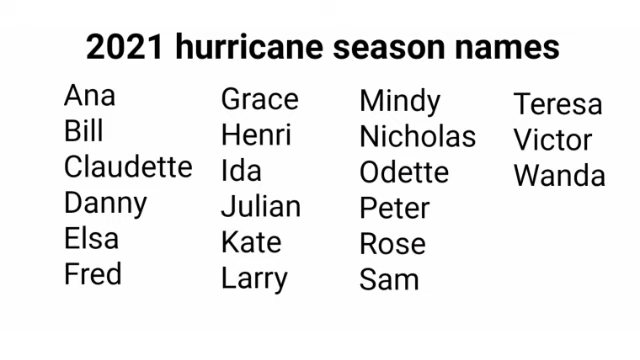 2021 hurricane season names
Ana
Bill
Claudette
Danny
Elsa
Fred
Grace
Henri
Ida
Julian
Kate
Larry
Mindy
Nicholas
Odette
Peter
Rose
Sam
Teresa
Victor
Wanda